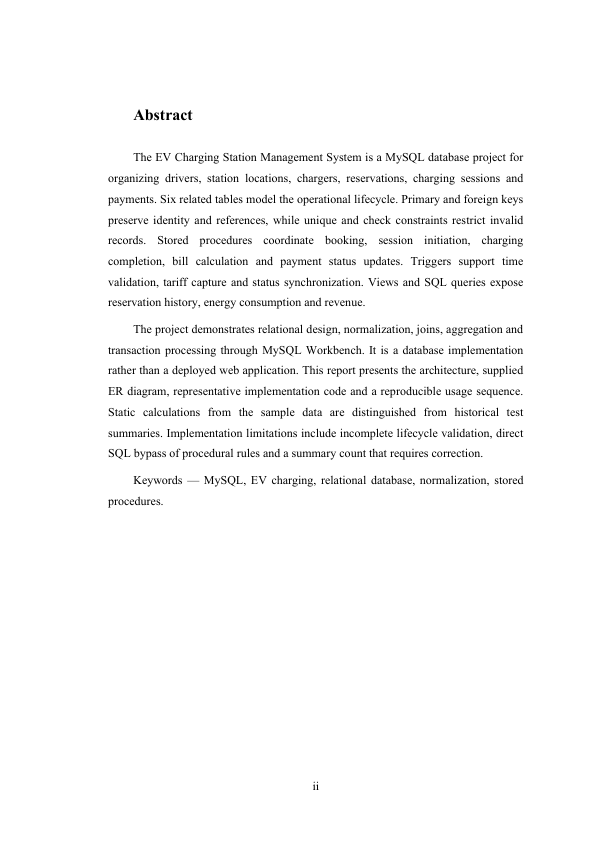 Abstract
The EV Charging Station Management System is a MySQL database project for
organizing drivers, station locations, chargers, reservations, charging sessions and
payments. Six related tables model the operational lifecycle. Primary and foreign keys
preserve identity and references, while unique and check constraints restrict invalid
records. Stored procedures coordinate booking, session initiation, charging
completion, bill calculation and payment status updates. Triggers support time
validation, tariff capture and status synchronization. Views and SQL queries expose
reservation history, energy consumption and revenue.
The project demonstrates relational design, normalization, joins, aggregation and
transaction processing through MySQL Workbench. It is a database implementation
rather than a deployed web application. This report presents the architecture, supplied
ER diagram, representative implementation code and a reproducible usage sequence.
Static calculations from the sample data are distinguished from historical test
summaries. Implementation limitations include incomplete lifecycle validation, direct
SQL bypass of procedural rules and a summary count that requires correction.
Keywords — MySQL, EV charging, relational database, normalization, stored
procedures.
ii